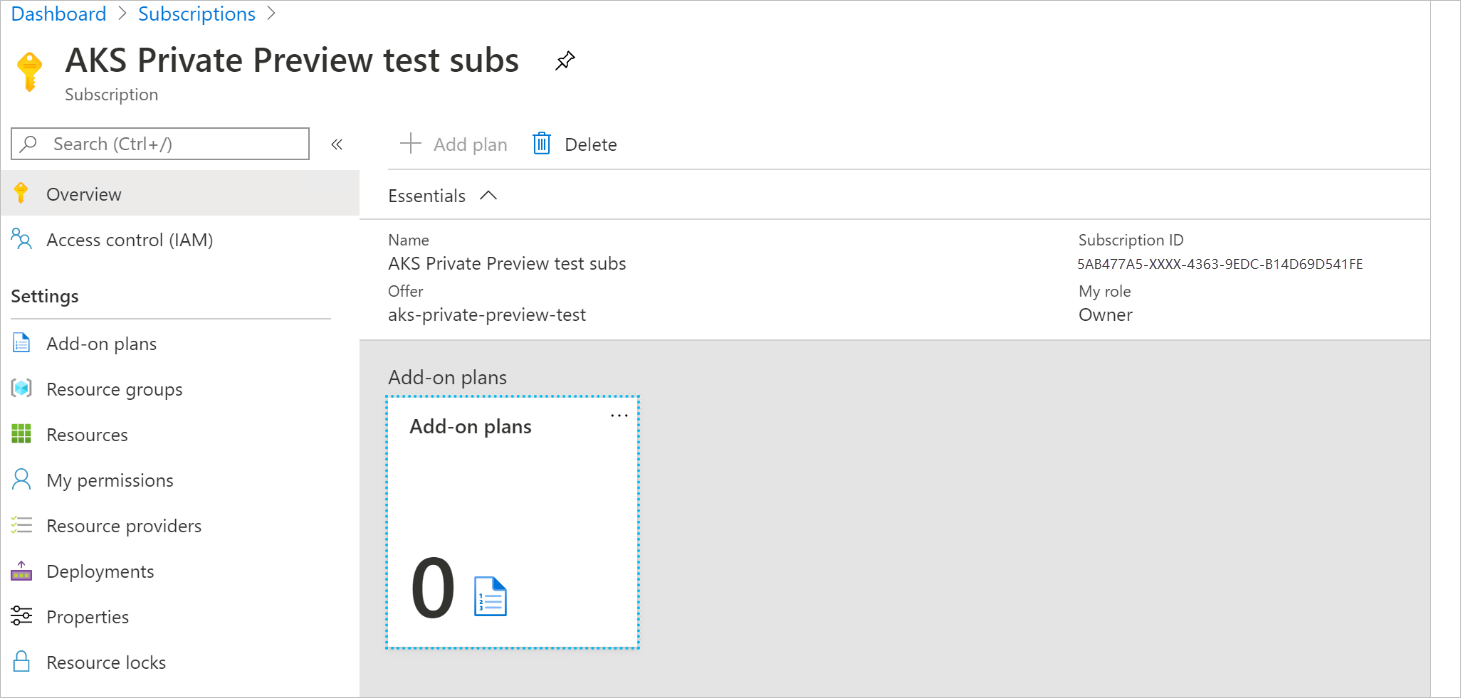 Dashboard > Subscriptions >
AKS Private Preview test subs
Subscription
Search (Ctrl+/)
«
Add plan
Delete
Overview
Essentials
Access control (IAM)
Name
AKS Private Preview test subs
Subscription ID
5AB477A5-XXXX-4363-9EDC-B14D69D541FE
Offer
aks-private-preview-test
My role
Owner
Settings
Add-on plans
Resource groups
Resources
My permissions
Resource providers
Deployments
Properties
Resource locks
Add-on plans
Add-on plans
...
0